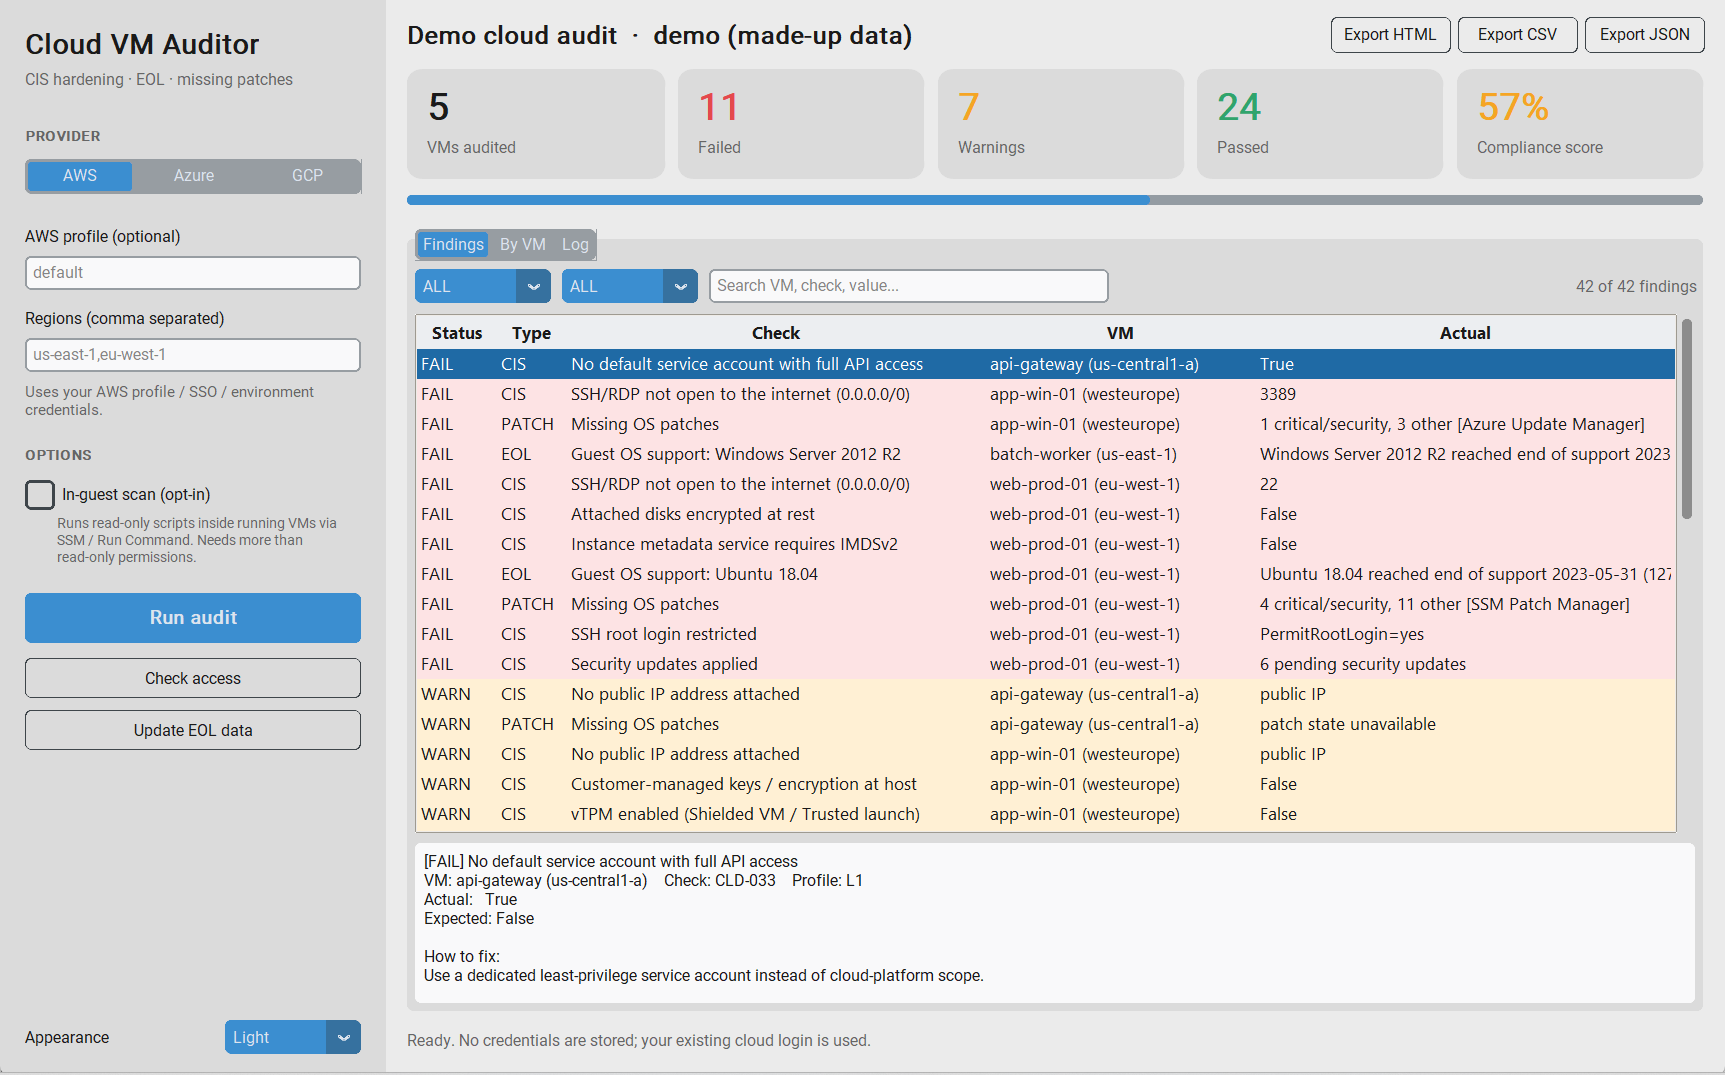 Cloud VM Auditor
CIS hardening · EOL · missing patches
PROVIDER
AWS Azure GCP
AWS profile (optional)
default
Regions (comma separated)
us-east-1,eu-west-1
Uses your AWS profile / SSO / environment
credentials.
OPTIONS
In-guest scan (opt-in)
Runs read-only scripts inside running VMs via
SSM / Run Command. Needs more than
read-only permissions.
Run audit
Check access
Update EOL data
Appearance Light
Demo cloud audit · demo (made-up data)
Export HTML Export CSV Export JSON
5 11 7 24 57%
VMs audited Failed Warnings Passed Compliance score
Findings By VM Log
ALL ALL Search VM, check, value... 42 of 42 findings
Status Type Check VM Actual
FAIL CIS No default service account with full API access api-gateway (us-central1-a) True
FAIL CIS SSH/RDP not open to the internet (0.0.0.0/0) app-win-01 (westeurope) 3389
FAIL PATCH Missing OS patches app-win-01 (westeurope) 1 critical/security, 3 other [Azure Update Manager]
FAIL EOL Guest OS support: Windows Server 2012 R2 batch-worker (us-east-1) Windows Server 2012 R2 reached end of support 2023
FAIL CIS SSH/RDP not open to the internet (0.0.0.0/0) web-prod-01 (eu-west-1) 22
FAIL CIS Attached disks encrypted at rest web-prod-01 (eu-west-1) False
FAIL CIS Instance metadata service requires IMDSv2 web-prod-01 (eu-west-1) False
FAIL EOL Guest OS support: Ubuntu 18.04 web-prod-01 (eu-west-1) Ubuntu 18.04 reached end of support 2023-05-31 (127
FAIL PATCH Missing OS patches web-prod-01 (eu-west-1) 4 critical/security, 11 other [SSM Patch Manager]
FAIL CIS SSH root login restricted web-prod-01 (eu-west-1) PermitRootLogin=yes
FAIL CIS Security updates applied web-prod-01 (eu-west-1) 6 pending security updates
WARN CIS No public IP address attached api-gateway (us-central1-a) public IP
WARN PATCH Missing OS patches api-gateway (us-central1-a) patch state unavailable
WARN CIS No public IP address attached app-win-01 (westeurope) public IP
WARN CIS Customer-managed keys / encryption at host app-win-01 (westeurope) False
WARN CIS vTPM enabled (Shielded VM / Trusted launch) app-win-01 (westeurope) False
[FAIL] No default service account with full API access
VM: api-gateway (us-central1-a) Check: CLD-033 Profile: L1
Actual: True
Expected: False
How to fix:
Use a dedicated least-privilege service account instead of cloud-platform scope.
Ready. No credentials are stored; your existing cloud login is used.